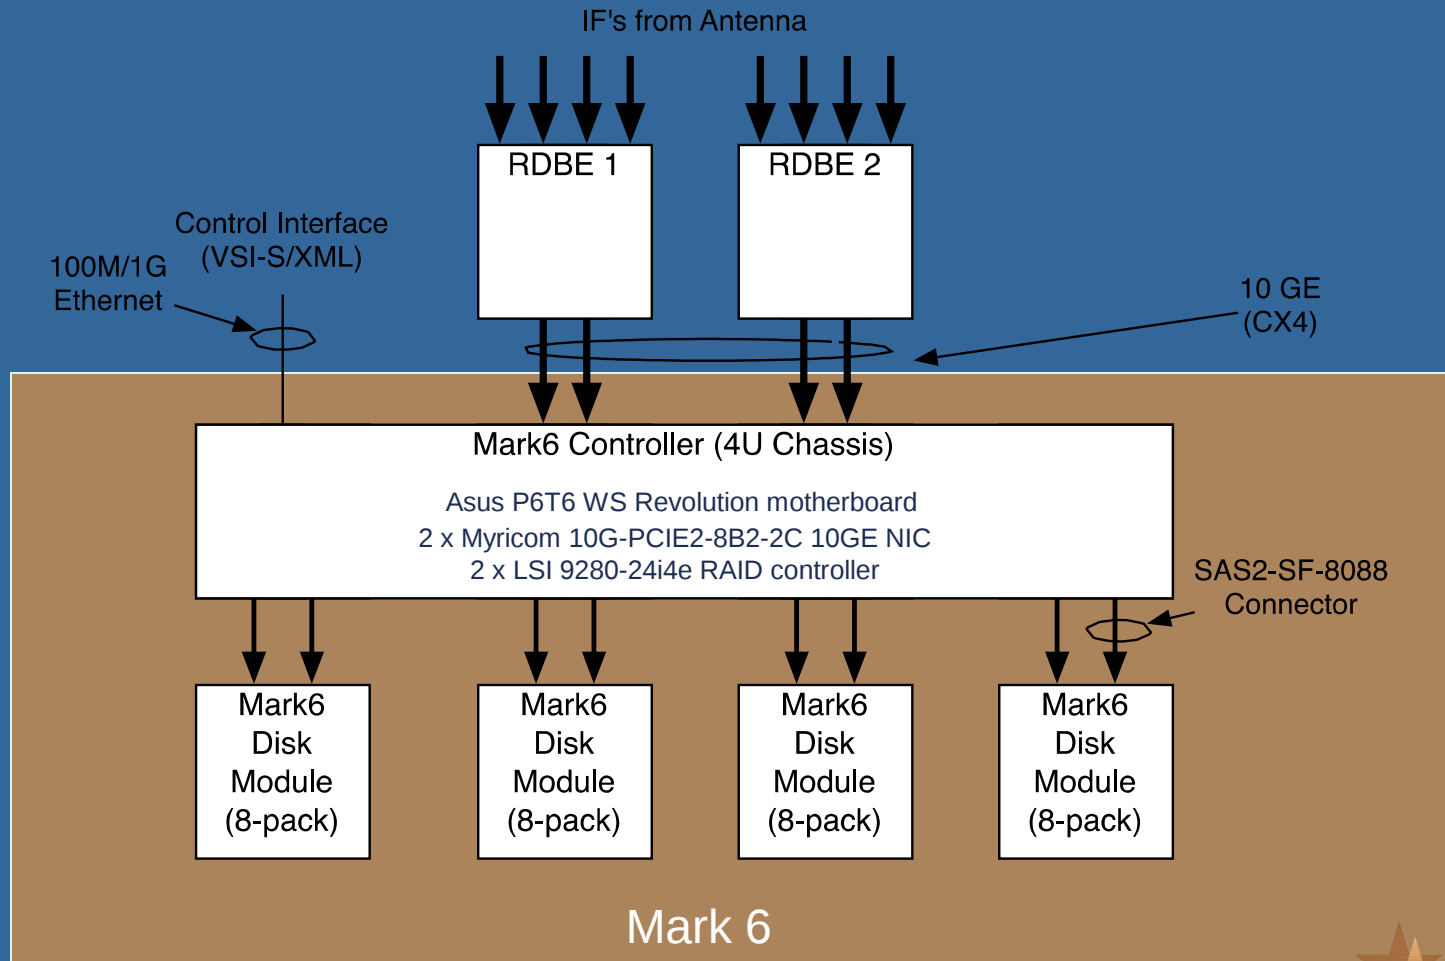 IF's from Antenna
RDBE 1
RDBE 2
Control Interface
(VSI-S/XML)
100M/1G
Ethernet
10 GE
(CX4)
Mark6 Controller (4U Chassis)
Asus P6T6 WS Revolution motherboard
2 x Myricom 10G-PCIE2-8B2-2C 10GE NIC
2 x LSI 9280-24i4e RAID controller
SAS2-SF-8088
Connector
Mark6
Disk
Module
(8-pack)
Mark6
Disk
Module
(8-pack)
Mark6
Disk
Module
(8-pack)
Mark6
Disk
Module
(8-pack)
Mark 6